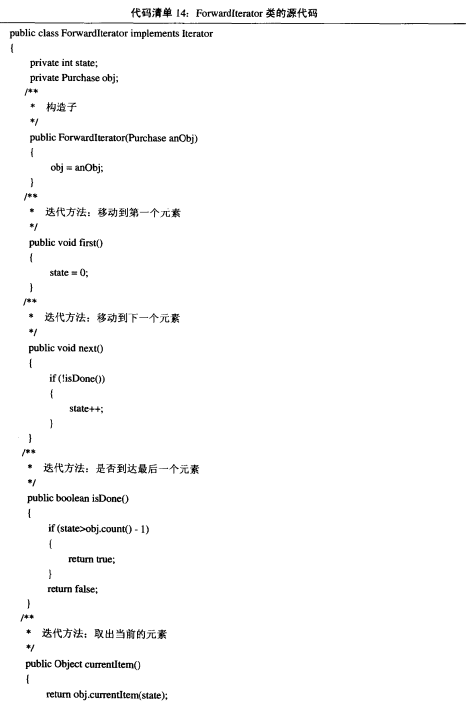 代码清单 14：ForwardIterator 类的源代码
public class ForwardIterator implements Iterator
{
private int state;
private Purchase obj;
/**
* 构造子
*/
public ForwardIterator(Purchase anObj)
{
obj = anObj;
}
/**
* 迭代方法：移动到第一个元素
*/
public void first()
{
state = 0;
}
/**
* 迭代方法：移动到下一个元素
*/
public void next()
{
if (!isDone())
{
state++;
}
}
/**
* 迭代方法：是否到达最后一个元素
*/
public boolean isDone()
{
if (state>obj.count() - 1)
{
return true;
}
return false;
}
/**
* 迭代方法：取出当前的元素
*/
public Object currentItem()
{
return obj.currentItem(state);